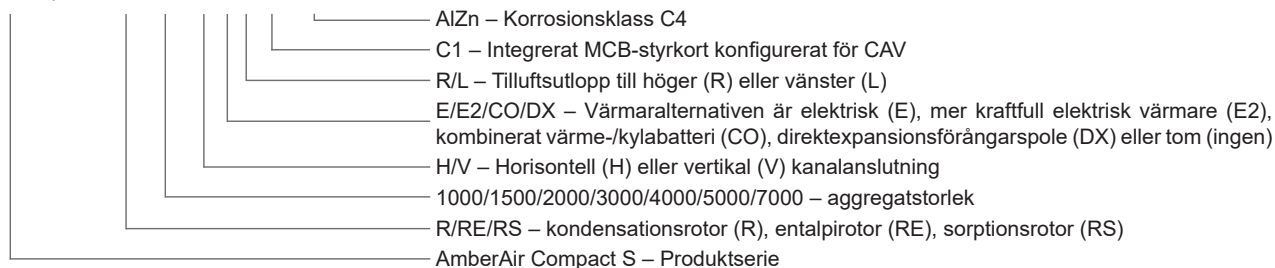 AlZn – Korrosionsklass C4
C1 – Integrerat MCB-styrkort konfigurerat för CAV
R/L – Tilluftsutlopp till höger (R) eller vänster (L)
E/E2/CO/DX – Värmaralternativen är elektrisk (E), mer kraftfull elektrisk värmare (E2),
kombinerat värme-/kylabatteri (CO), direktexpansionsförångarspole (DX) eller tom (ingen)
H/V – Horisontell (H) eller vertikal (V) kanalanslutning
1000/1500/2000/3000/4000/5000/7000 – aggregatstorlek
R/RE/RS – kondensationsrotor (R), entalpirotor (RE), sorptionsrotor (RS)
AmberAir Compact S – Produktserie